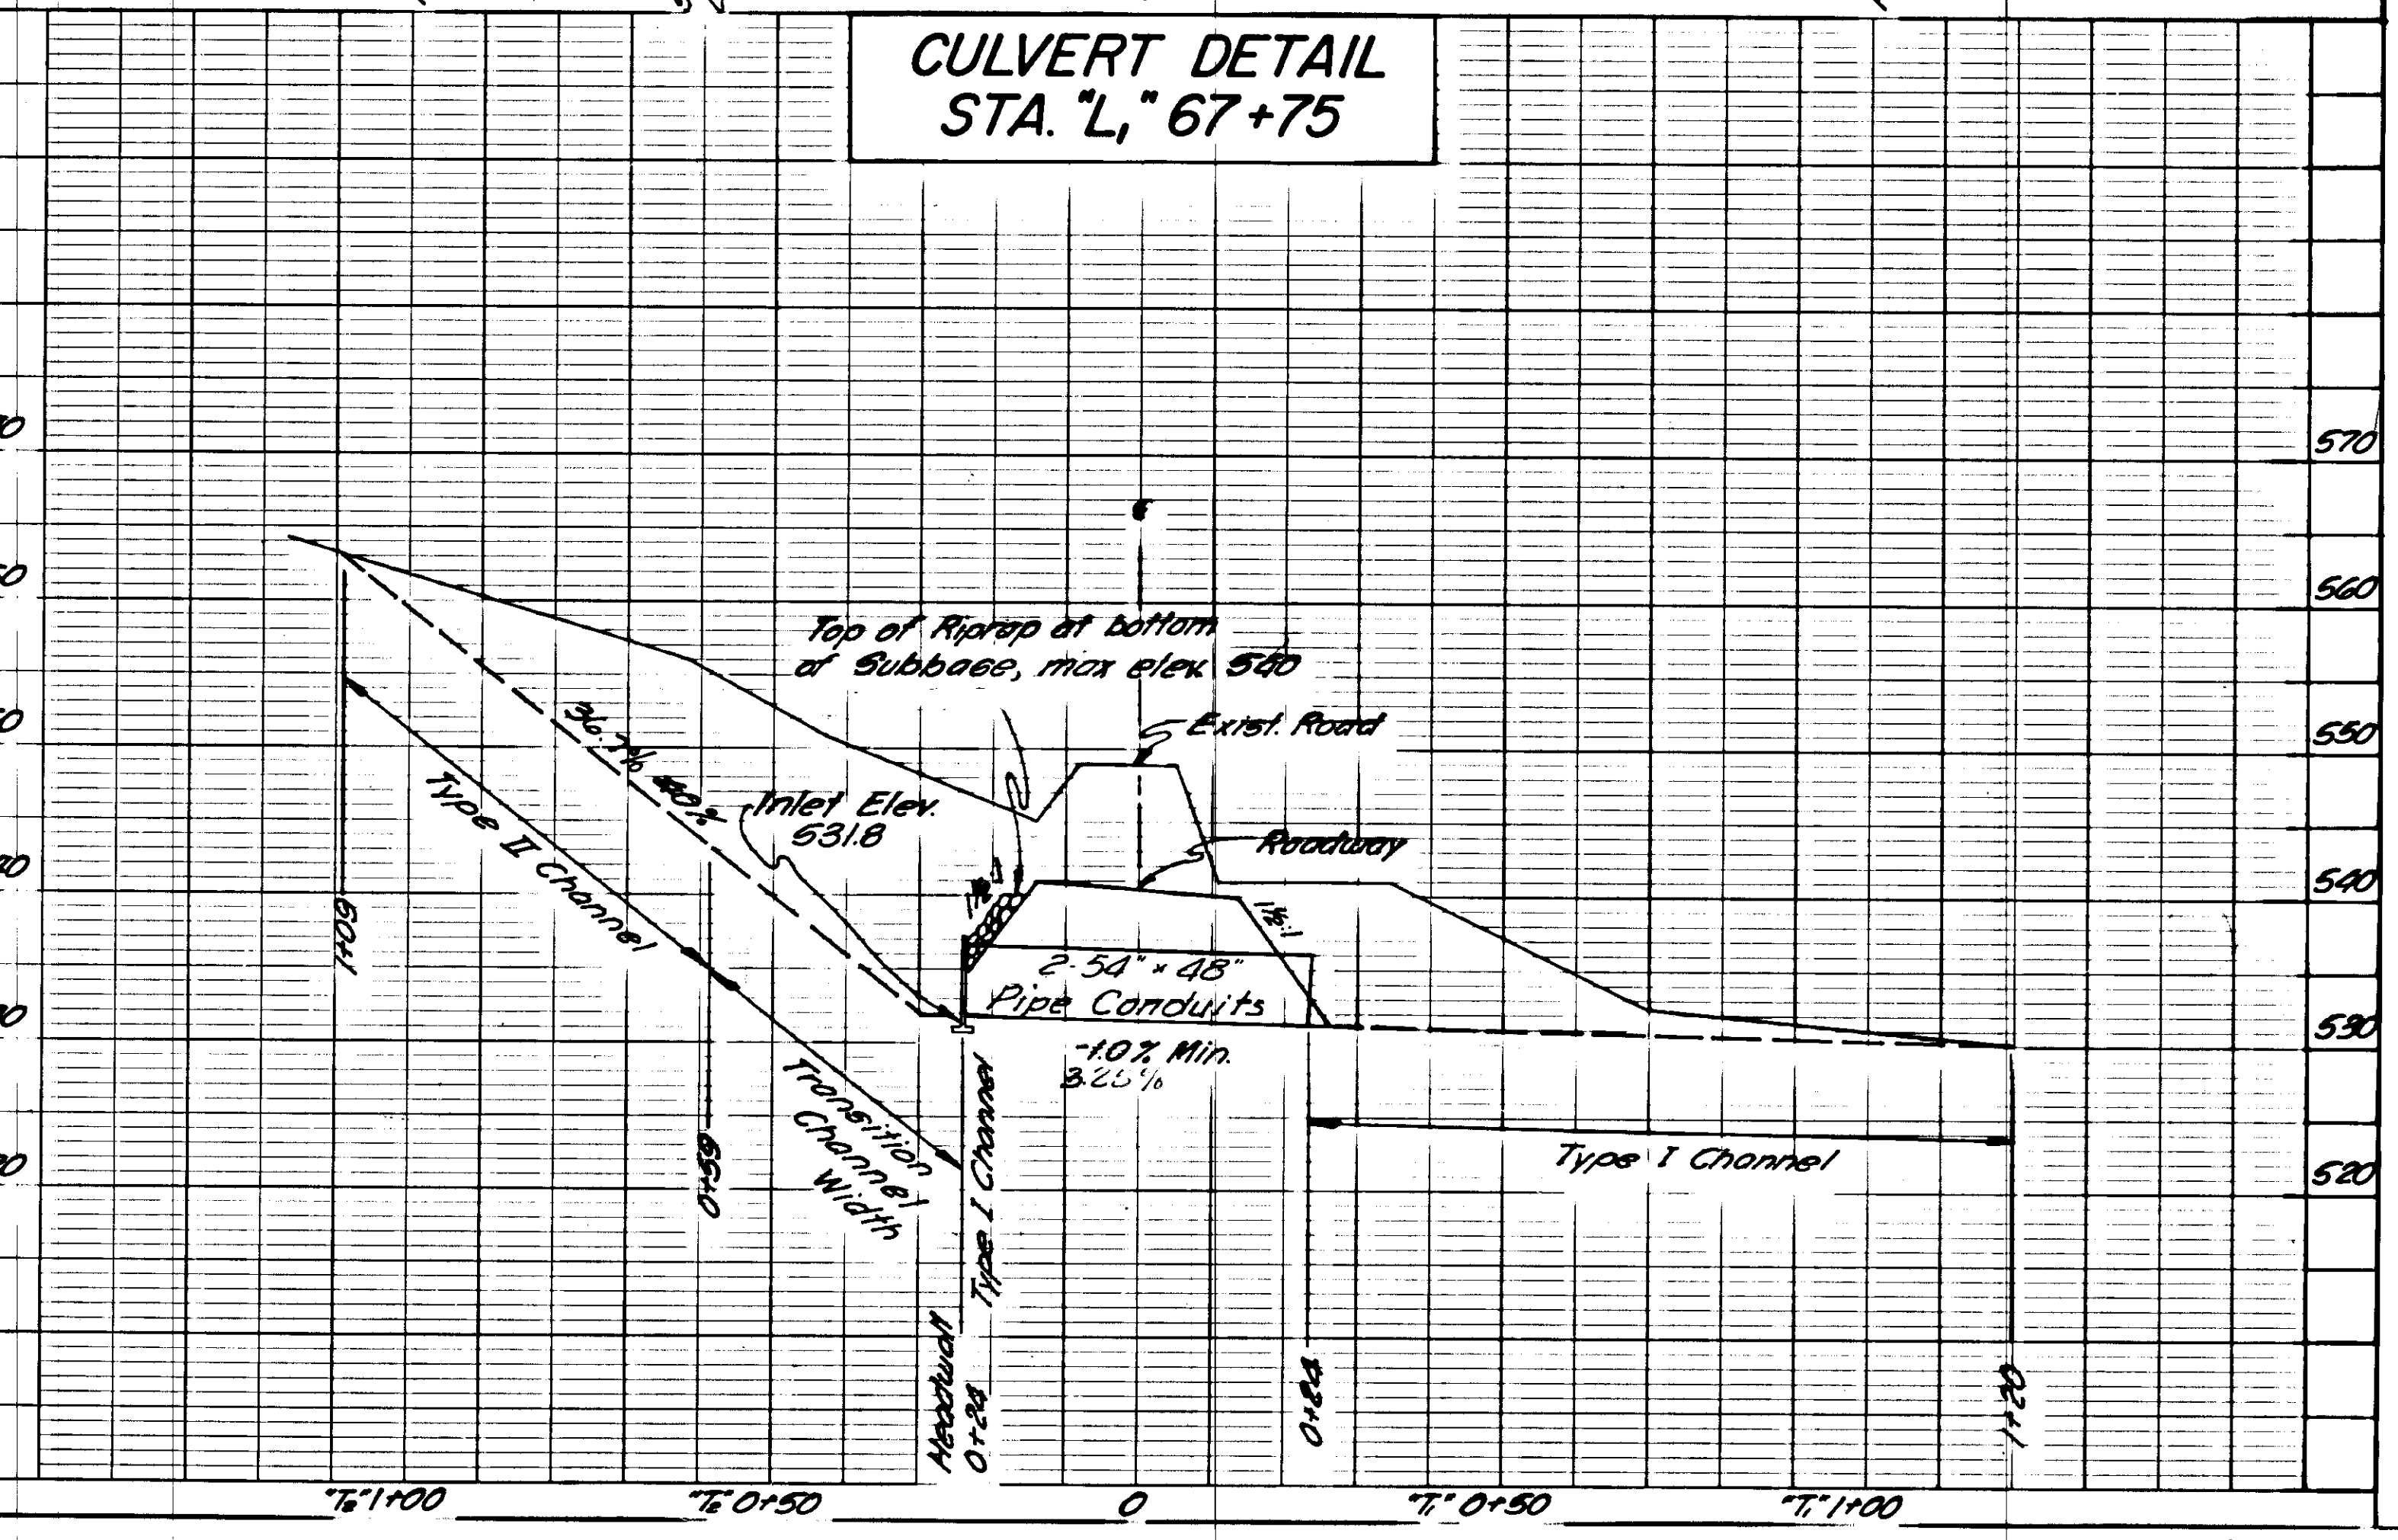 CULVERT DETAIL
STA. "L," 67+75
570
560
Top of Riprap at bottom
of Subbase, max elev. 540
550
Exist. Road
36.7% 40%
Type II Channel
Inlet Elev.
531.8
Roadway
540
1½:1
1+09
2-54" x 48"
Pipe Conduits
530
-1.0% Min.
3.25%
Transition
Channel
Width
0+59
Type I Channel
Type I Channel
520
Headwall
0+24
0+24
1+20
"T₂" 1+00
"T₂" 0+50
0
"T₁" 0+50
"T₁" 1+00